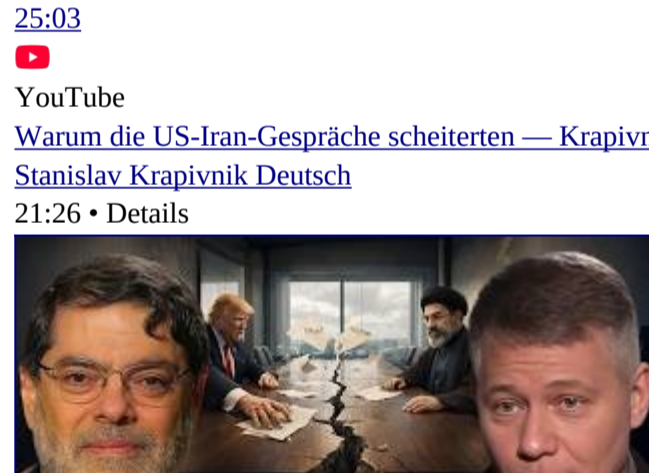 25:03
YouTube
Warum die US-Iran-Gespräche scheiterten — Krapivn
Stanislav Krapivnik Deutsch
21:26 • Details